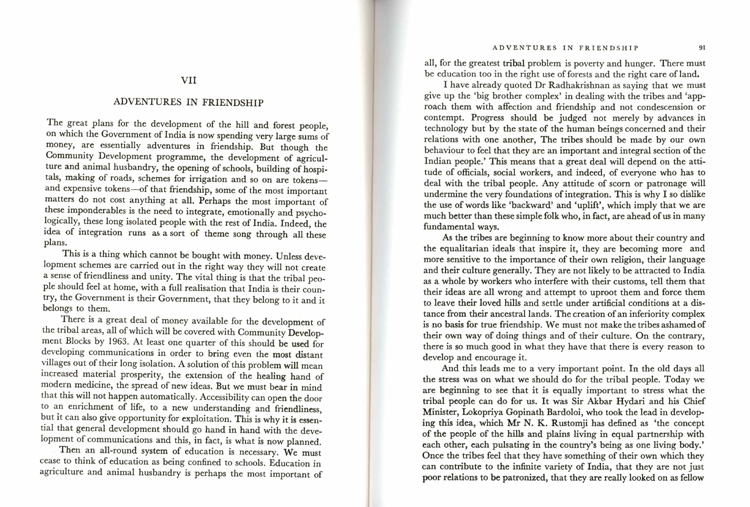 VII
ADVENTURES IN FRIENDSHIP
The great plans for the development of the hill and forest people,
on which the Government of India is now spending very large sums of
money, are essentially adventures in friendship. But though the
Community Development programme, the development of agricul-
ture and animal husbandry, the opening of schools, building of hospi-
tals, making of roads, schemes for irrigation and so on are tokens—
and expensive tokens—of that friendship, some of the most important
matters do not cost anything at all. Perhaps the most important of
these imponderables is the need to integrate, emotionally and psycho-
logically, these long isolated people with the rest of India. Indeed, the
idea of integration runs as a sort of theme song through all these
plans.
This is a thing which cannot be bought with money. Unless deve-
lopment schemes are carried out in the right way they will not create
a sense of friendliness and unity. The vital thing is that the tribal peo-
ple should feel at home, with a full realisation that India is their coun-
try, the Government is their Government, that they belong to it and it
belongs to them.
There is a great deal of money available for the development of
the tribal areas, all of which will be covered with Community Develop-
ment Blocks by 1963. At least one quarter of this should be used for
developing communications in order to bring even the most distant
villages out of their long isolation. A solution of this problem will mean
increased material prosperity, the extension of the healing hand of
modern medicine, the spread of new ideas. But we must bear in mind
that this will not happen automatically. Accessibility can open the door
to an enrichment of life, to a new understanding and friendliness,
but it can also give opportunity for exploitation. This is why it is essen-
tial that general development should go hand in hand with the deve-
lopment of communications and this, in fact, is what is now planned.
Then an all-round system of education is necessary. We must
cease to think of education as being confined to schools. Education in
agriculture and animal husbandry is perhaps the most important of
ADVENTURES IN FRIENDSHIP 91
all, for the greatest tribal problem is poverty and hunger. There must
be education too in the right use of forests and the right care of land.
I have already quoted Dr Radhakrishnan as saying that we must
give up the 'big brother complex' in dealing with the tribes and 'app-
roach them with affection and friendship and not condescension or
contempt. Progress should be judged not merely by advances in
technology but by the state of the human beings concerned and their
relations with one another, The tribes should be made by our own
behaviour to feel that they are an important and integral section of the
Indian people.' This means that a great deal will depend on the atti-
tude of officials, social workers, and indeed, of everyone who has to
deal with the tribal people. Any attitude of scorn or patronage will
undermine the very foundations of integration. This is why I so dislike
the use of words like 'backward' and 'uplift', which imply that we are
much better than these simple folk who, in fact, are ahead of us in many
fundamental ways.
As the tribes are beginning to know more about their country and
the equalitarian ideals that inspire it, they are becoming more and
more sensitive to the importance of their own religion, their language
and their culture generally. They are not likely to be attracted to India
as a whole by workers who interfere with their customs, tell them that
their ideas are all wrong and attempt to uproot them and force them
to leave their loved hills and settle under artificial conditions at a dis-
tance from their ancestral lands. The creation of an inferiority complex
is no basis for true friendship. We must not make the tribes ashamed of
their own way of doing things and of their culture. On the contrary,
there is so much good in what they have that there is every reason to
develop and encourage it.
And this leads me to a very important point. In the old days all
the stress was on what we should do for the tribal people. Today we
are beginning to see that it is equally important to stress what the
tribal people can do for us. It was Sir Akbar Hydari and his Chief
Minister, Lokopriya Gopinath Bardoloi, who took the lead in develop-
ing this idea, which Mr N. K. Rustomji has defined as 'the concept
of the people of the hills and plains living in equal partnership with
each other, each pulsating in the country's being as one living body.'
Once the tribes feel that they have something of their own which they
can contribute to the infinite variety of India, that they are not just
poor relations to be patronized, that they are really looked on as fellow